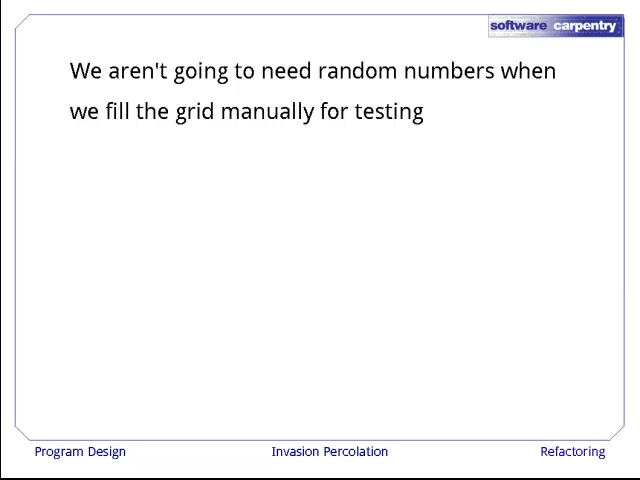 software carpentry
We aren't going to need random numbers when
we fill the grid manually for testing
Program Design
Invasion Percolation
Refactoring